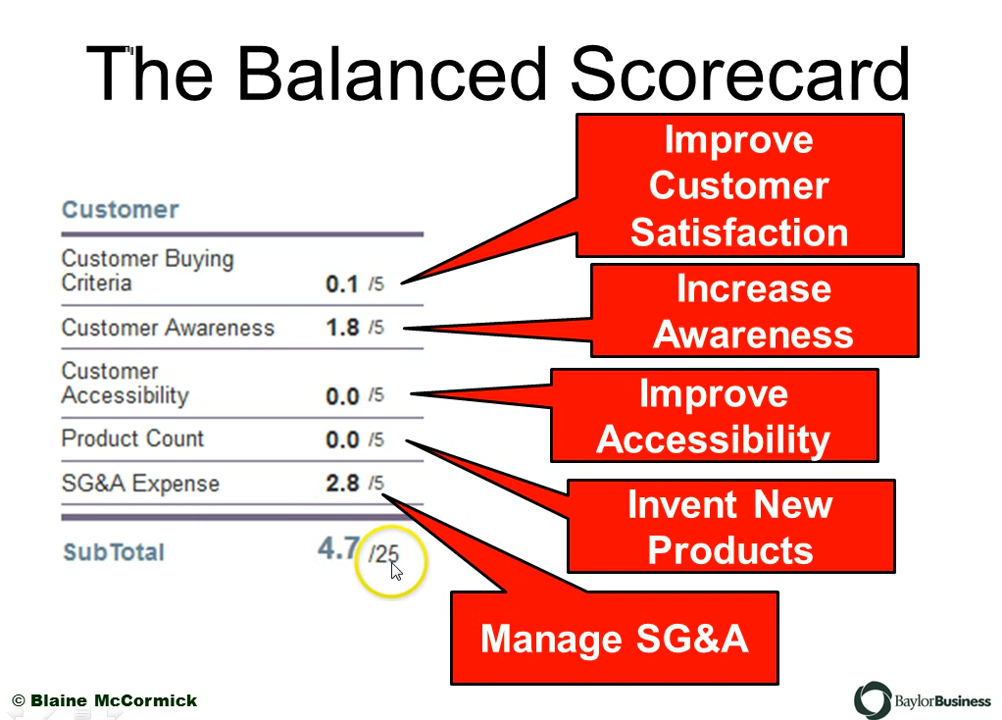 The Balanced Scorecard
Improve
Customer
Satisfaction
Customer
Customer Buying
Criteria 0.1 /5
Increase
Awareness
Customer Awareness 1.8 /5
Customer
Accessibility 0.0 /5
Improve
Accessibility
Product Count 0.0 /5
SG&A Expense 2.8 /5
Invent New
Products
SubTotal 4.7 /25
Manage SG&A
© Blaine McCormick
BaylorBusiness